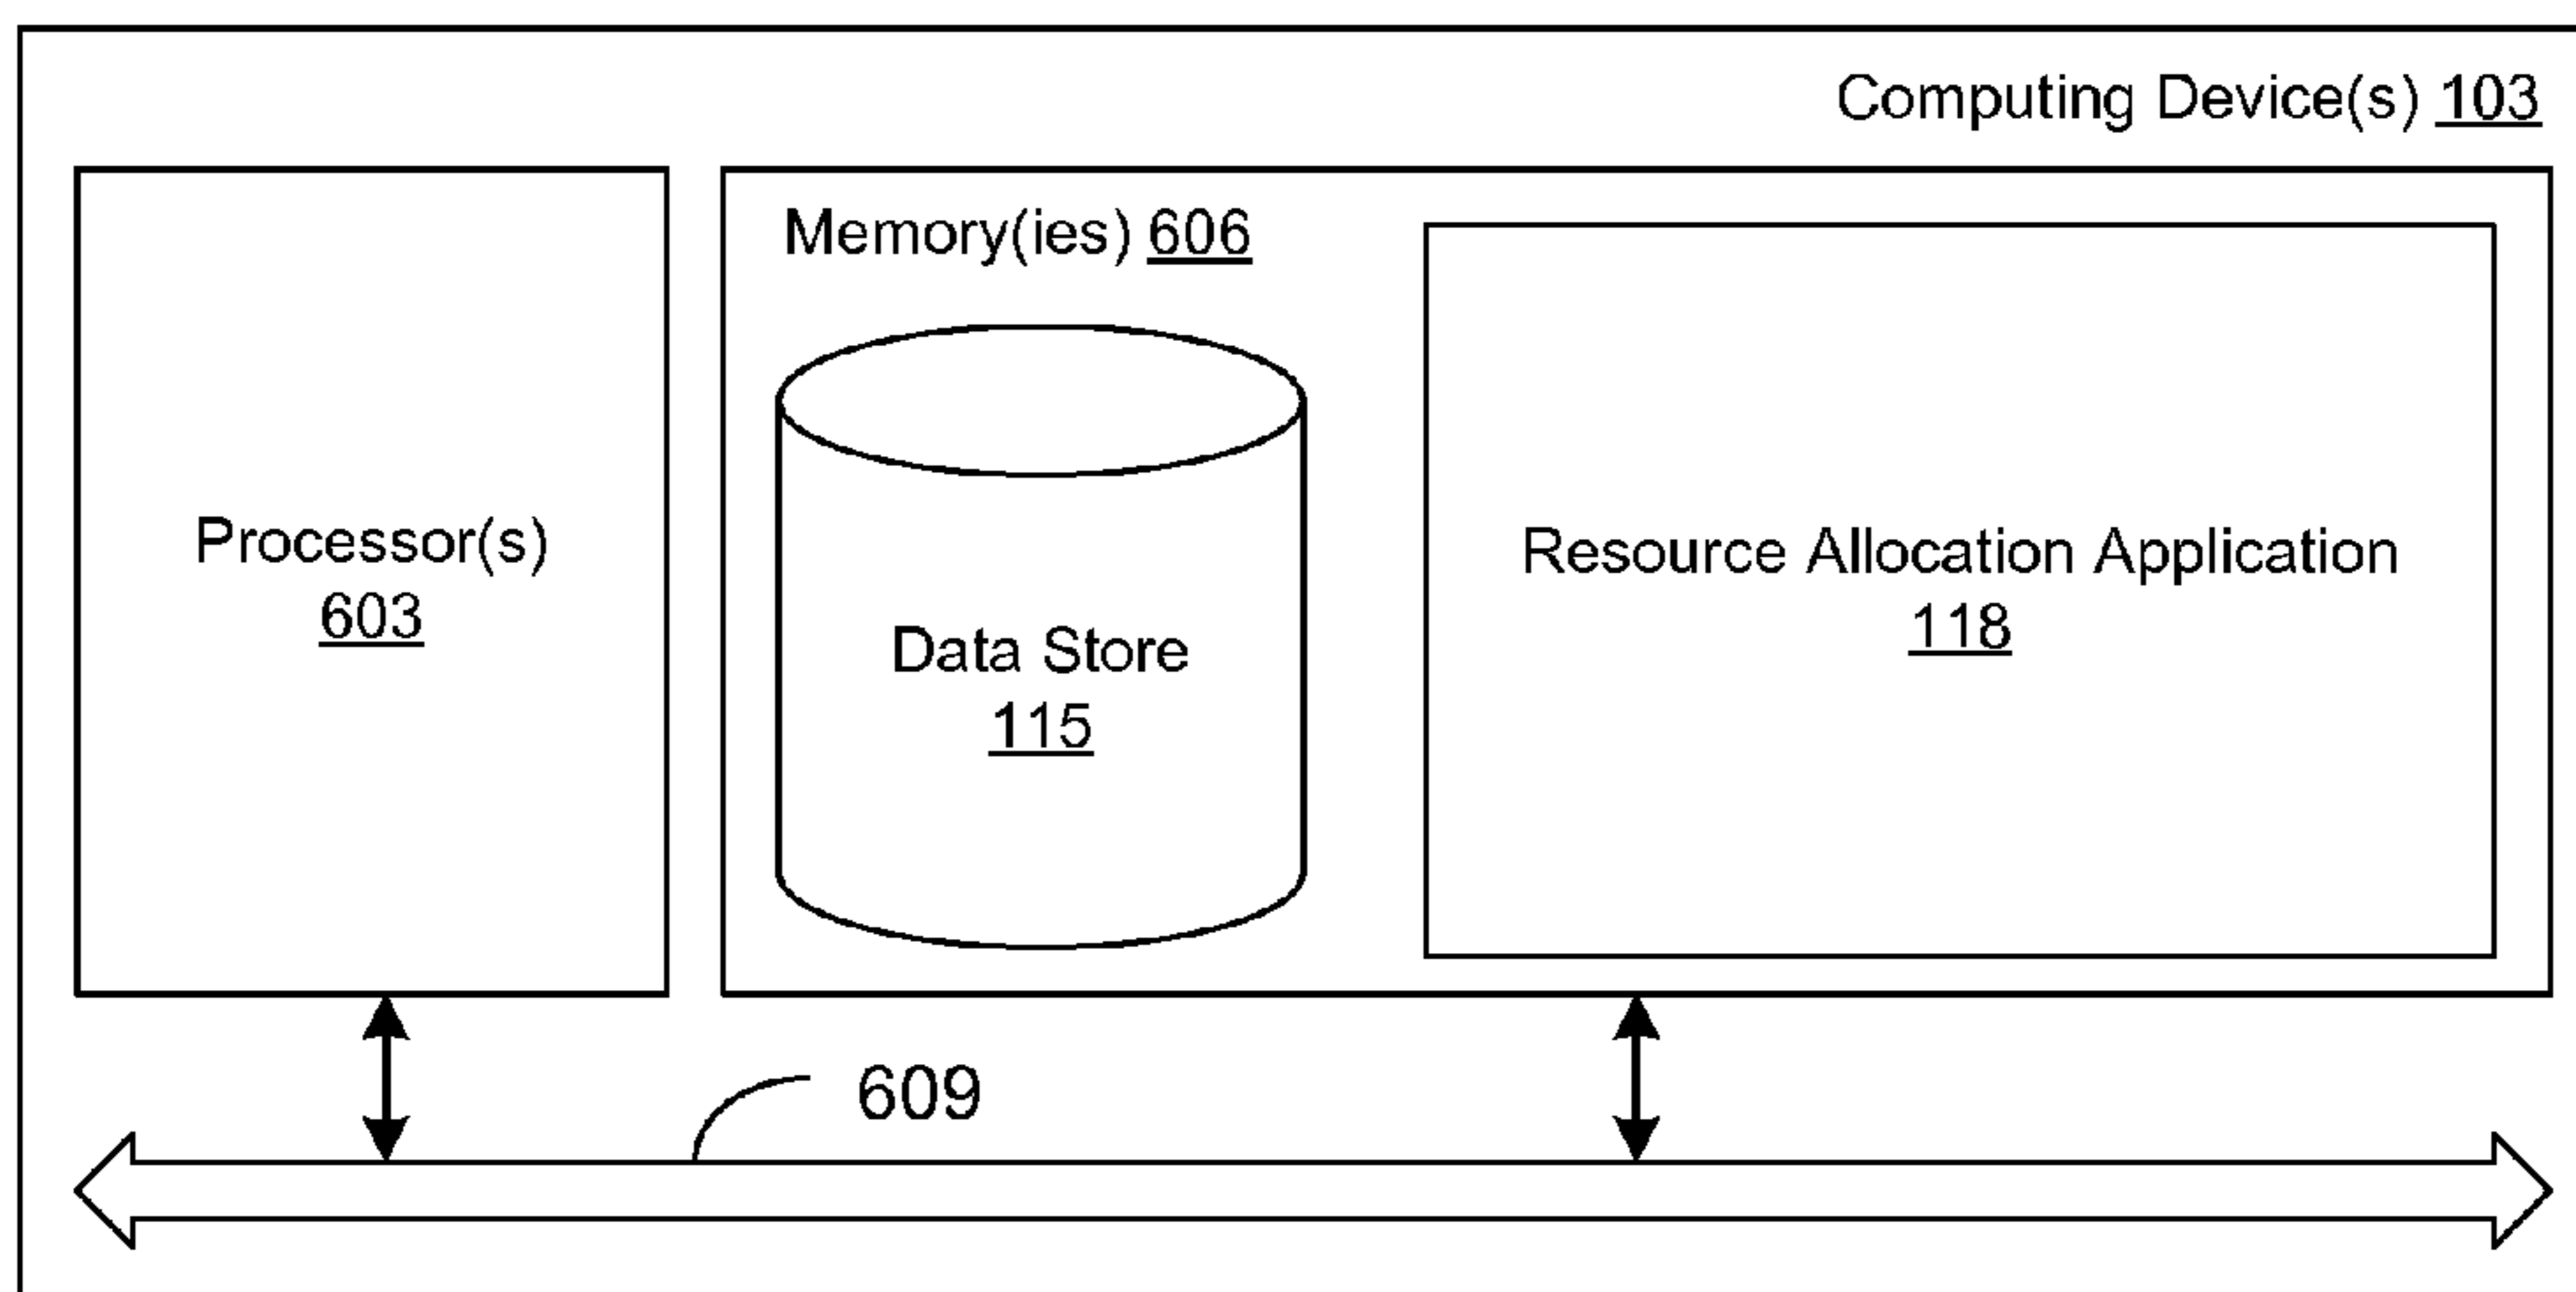 Computing Device(s) 103
Memory(ies) 606
Processor(s)
603
Data Store
115
Resource Allocation Application
118
609